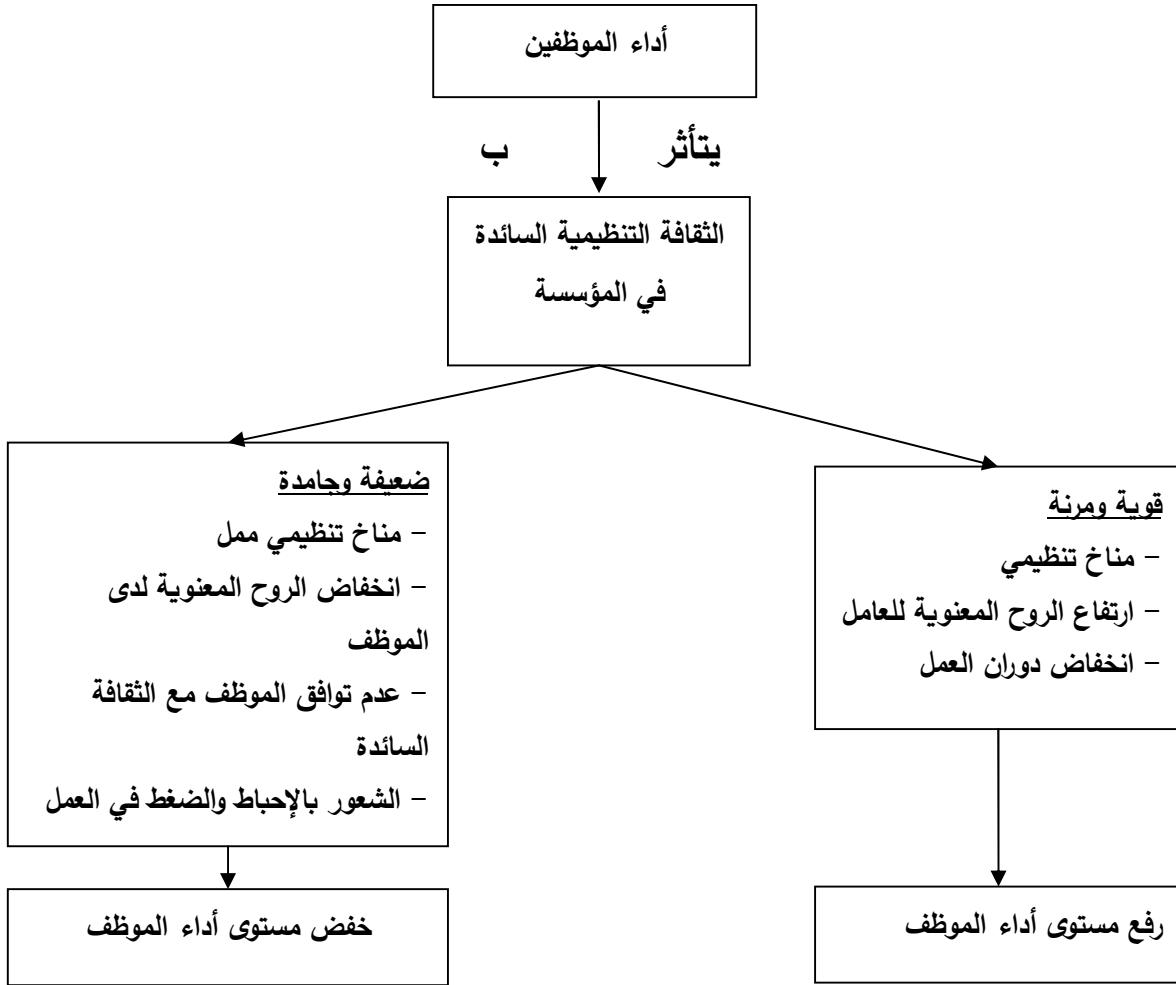 أداء الموظفين
يتأثر ب
الثقافة التنظيمية السائدة
في المؤسسة
قوية ومرنة
– مناخ تنظيمي
– ارتفاع الروح المعنوية للعامل
– انخفاض دوران العمل
رفع مستوى أداء الموظف
ضعيفة وجامدة
– مناخ تنظيمي ممل
– انخفاض الروح المعنوية لدى
الموظف
– عدم توافق الموظف مع الثقافة
السائدة
– الشعور بالإحباط والضغط في العمل
خفض مستوى أداء الموظف